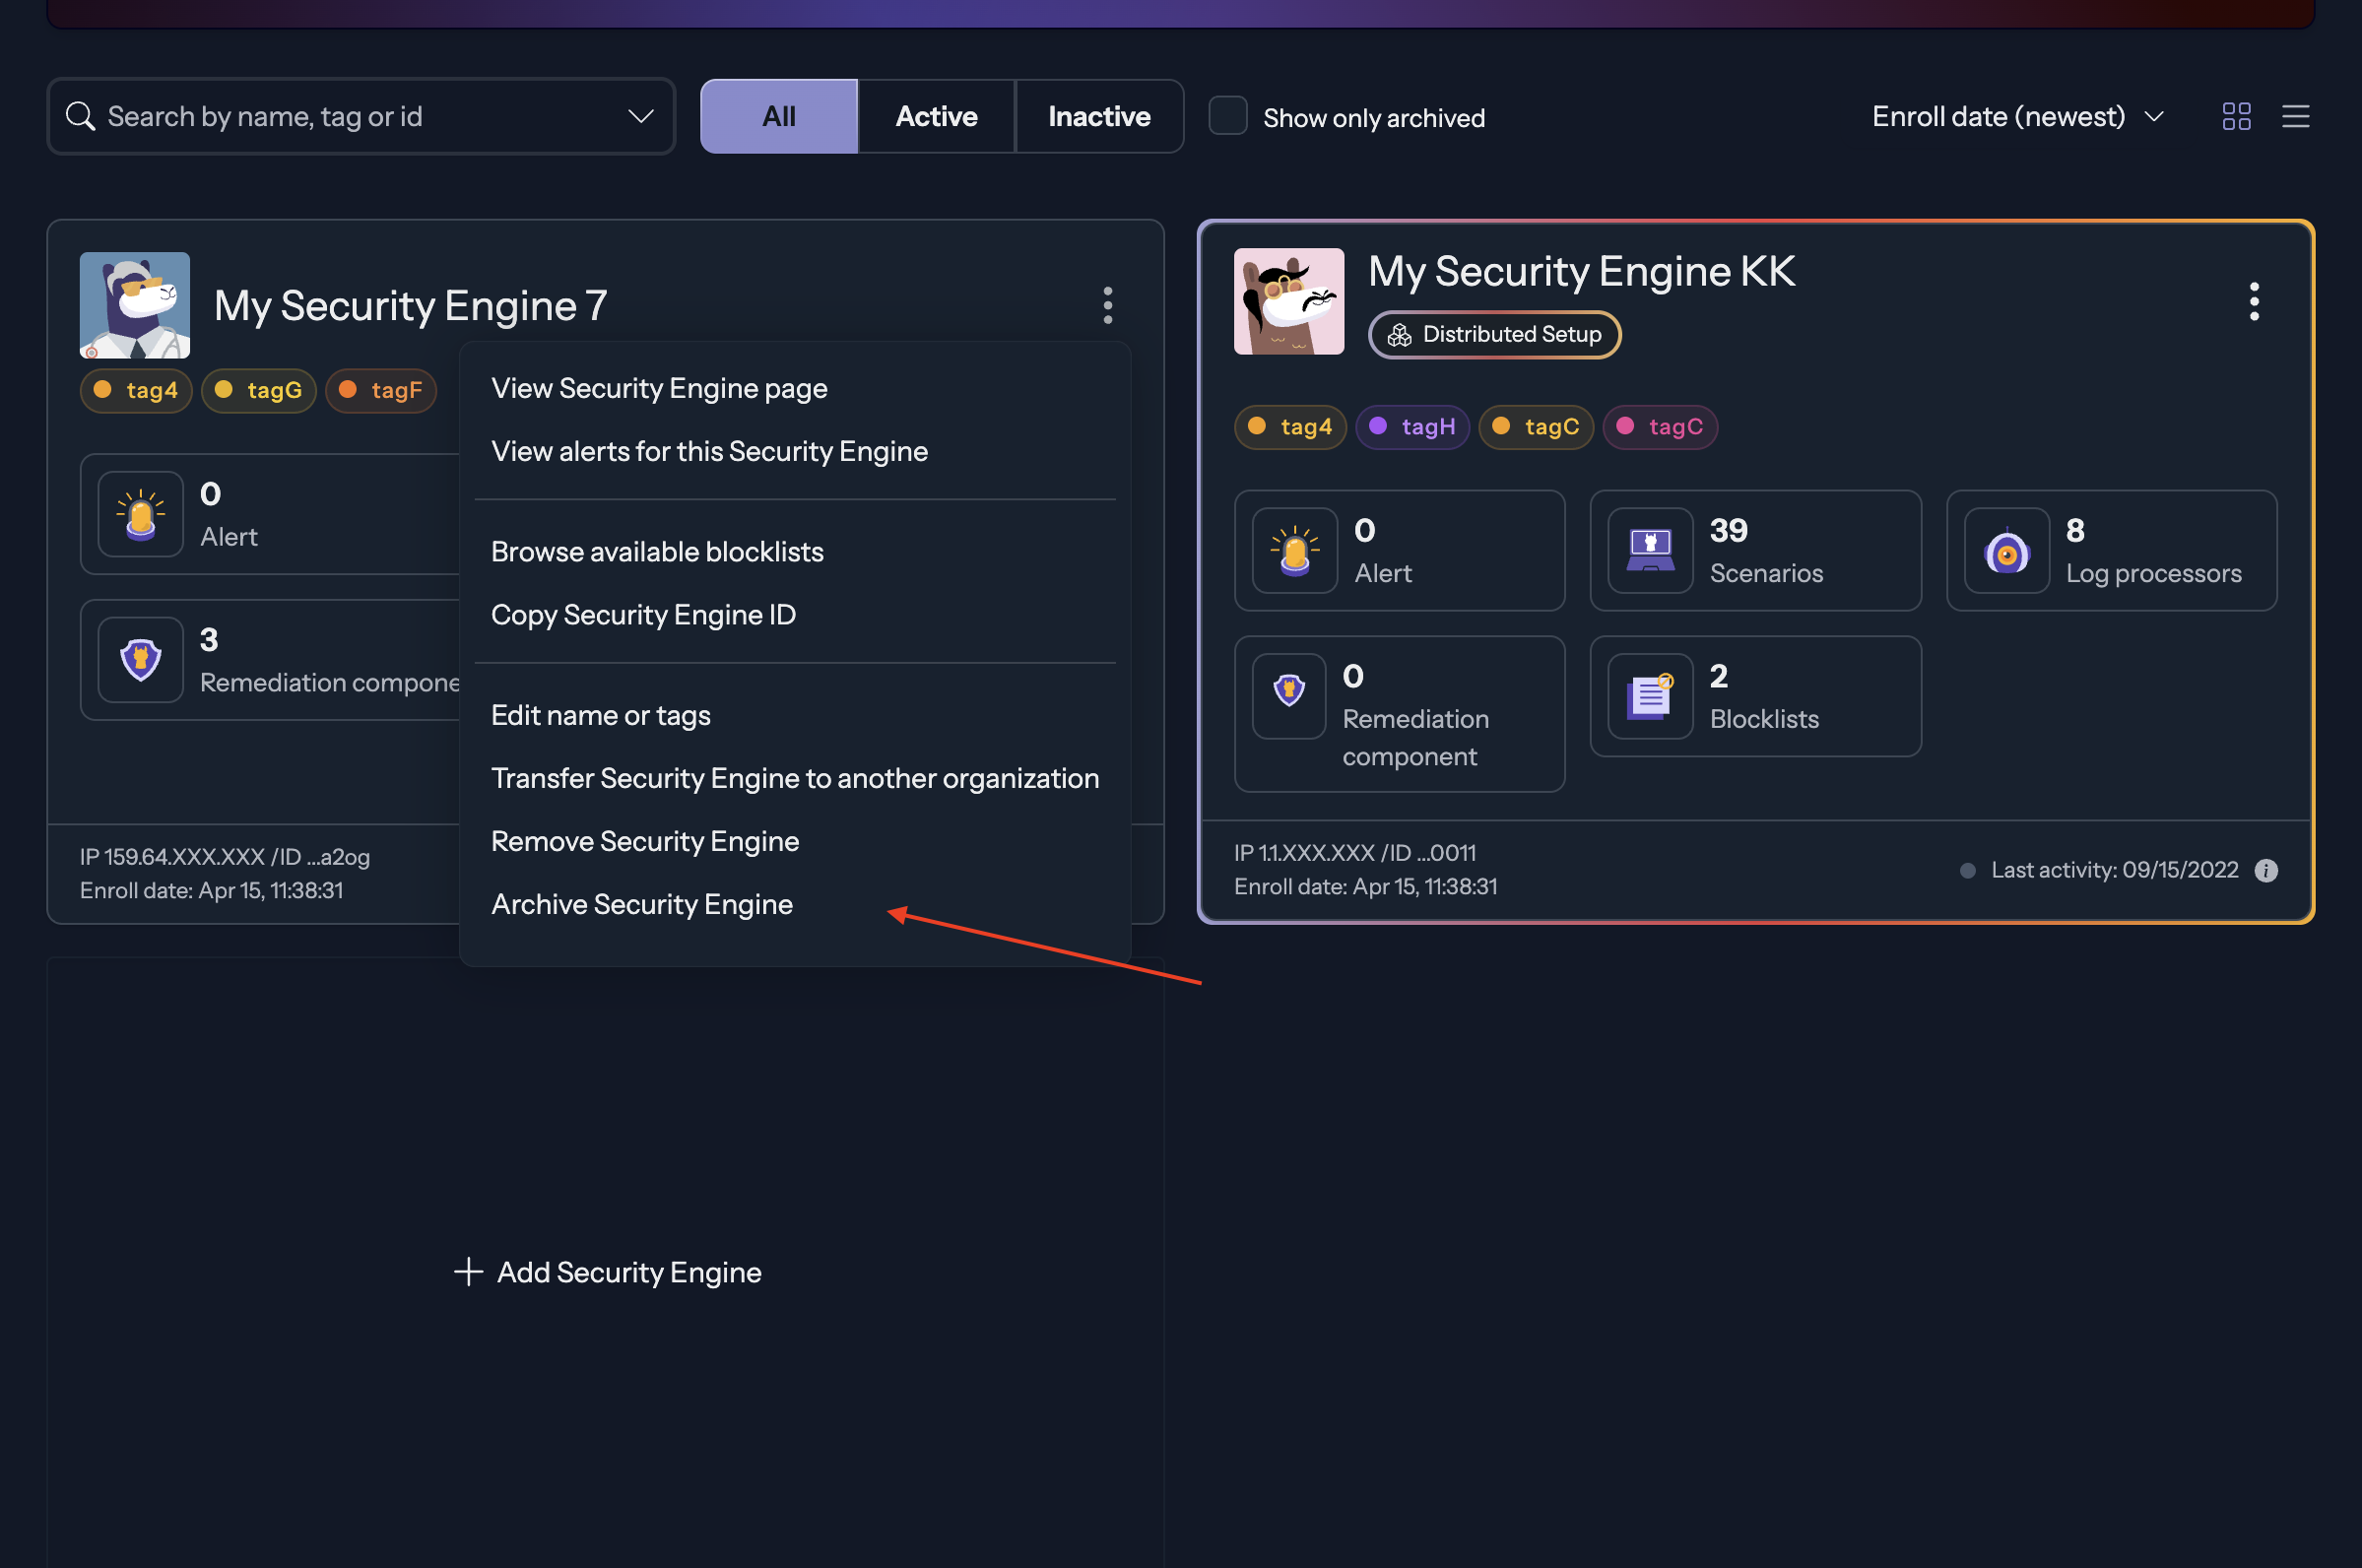 Search by name, tag or id
All
Active
Inactive
Show only archived
Enroll date (newest)
My Security Engine 7
tag4
tagG
tagF
0
Alert
3
Remediation compone
IP 159.64.XXX.XXX /ID ...a2og
Enroll date: Apr 15, 11:38:31
View Security Engine page
View alerts for this Security Engine
Browse available blocklists
Copy Security Engine ID
Edit name or tags
Transfer Security Engine to another organization
Remove Security Engine
Archive Security Engine
My Security Engine KK
Distributed Setup
tag4
tagH
tagC
tagC
0
Alert
39
Scenarios
8
Log processors
0
Remediation
component
2
Blocklists
IP 1.1.XXX.XXX /ID ...0011
Enroll date: Apr 15, 11:38:31
Last activity: 09/15/2022
Add Security Engine